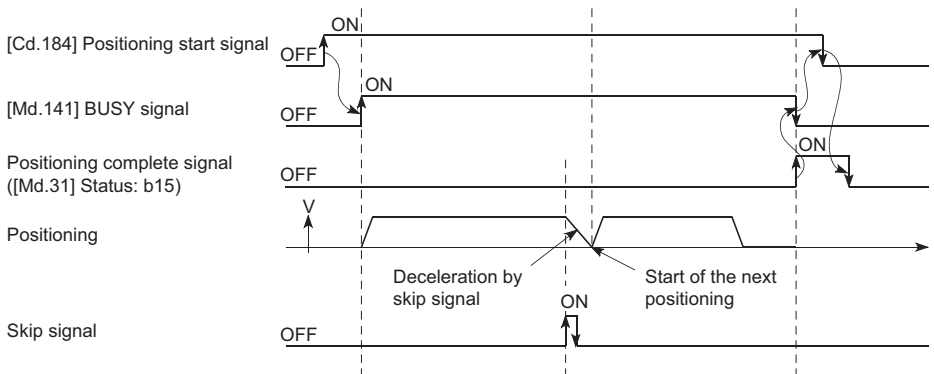 ON
[Cd.184] Positioning start signal
OFF
ON
[Md.141] BUSY signal
OFF
Positioning complete signal
([Md.31] Status: b15)
ON
OFF
V
Positioning
Deceleration by
skip signal
Start of the next
positioning
ON
Skip signal
OFF